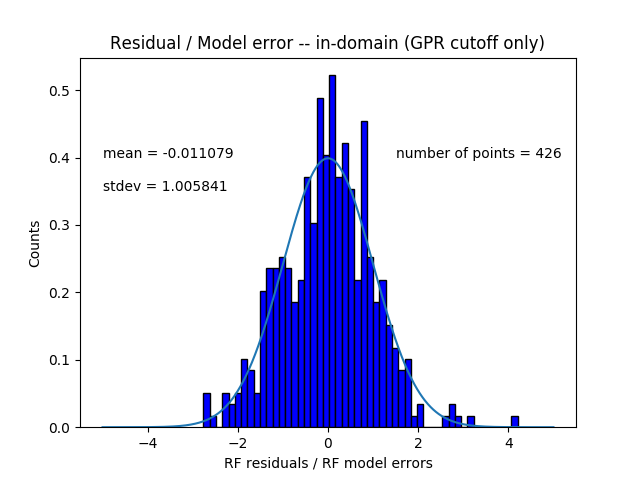 Residual / Model error -- in-domain (GPR cutoff only)
0.5
0.4
0.3
0.2
0.1
0.0
Counts
mean = -0.011079
number of points = 426
stdev = 1.005841
−4
−2
0
2
4
RF residuals / RF model errors